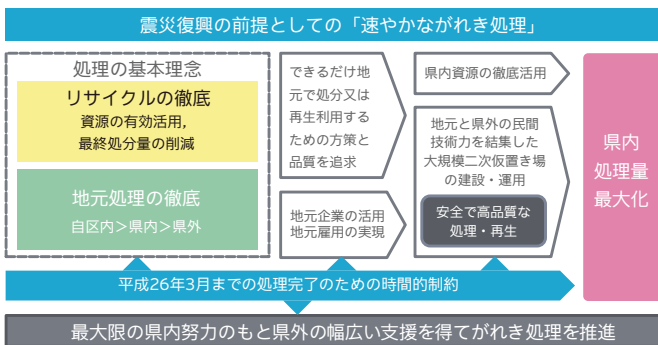 震災復興の前提としての「速やかながれき処理」
処理の基本理念
リサイクルの徹底
資源の有効活用,
最終処分量の削減
地元処理の徹底
自区内>県内>県外
できるだけ地
元で処分又は
再生利用する
ための方策と
品質を追求
地元企業の活用
地元雇用の実現
県内資源の徹底活用
地元と県外の民間
技術力を結集した
大規模二次仮置き場
の建設・運用
安全で高品質な
処理・再生
県内
処理量
最大化
平成26年3月までの処理完了のための時間的制約
最大限の県内努力のもと県外の幅広い支援を得てがれき処理を推進